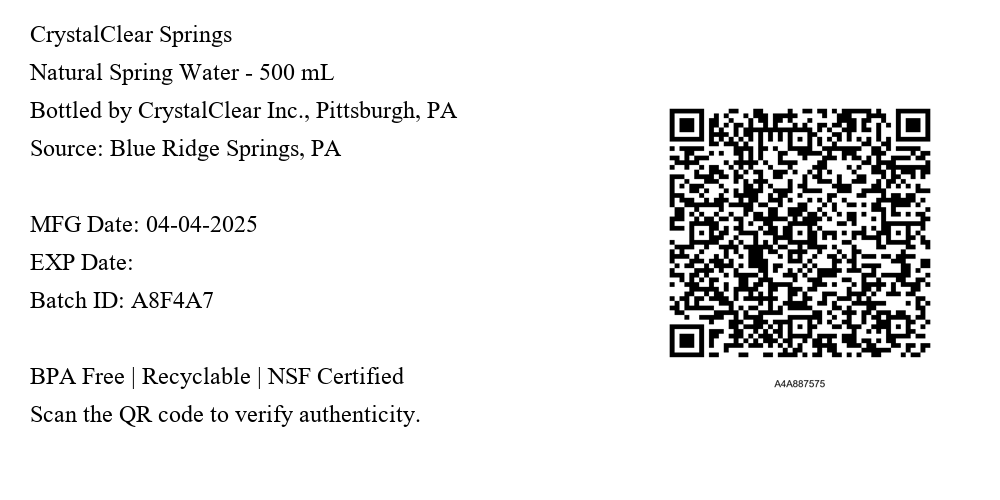 CrystalClear Springs
Natural Spring Water - 500 mL
Bottled by CrystalClear Inc., Pittsburgh, PA
Source: Blue Ridge Springs, PA
MFG Date: 04-04-2025
EXP Date:
Batch ID: A8F4A7
BPA Free | Recyclable | NSF Certified
Scan the QR code to verify authenticity.
A4A887575